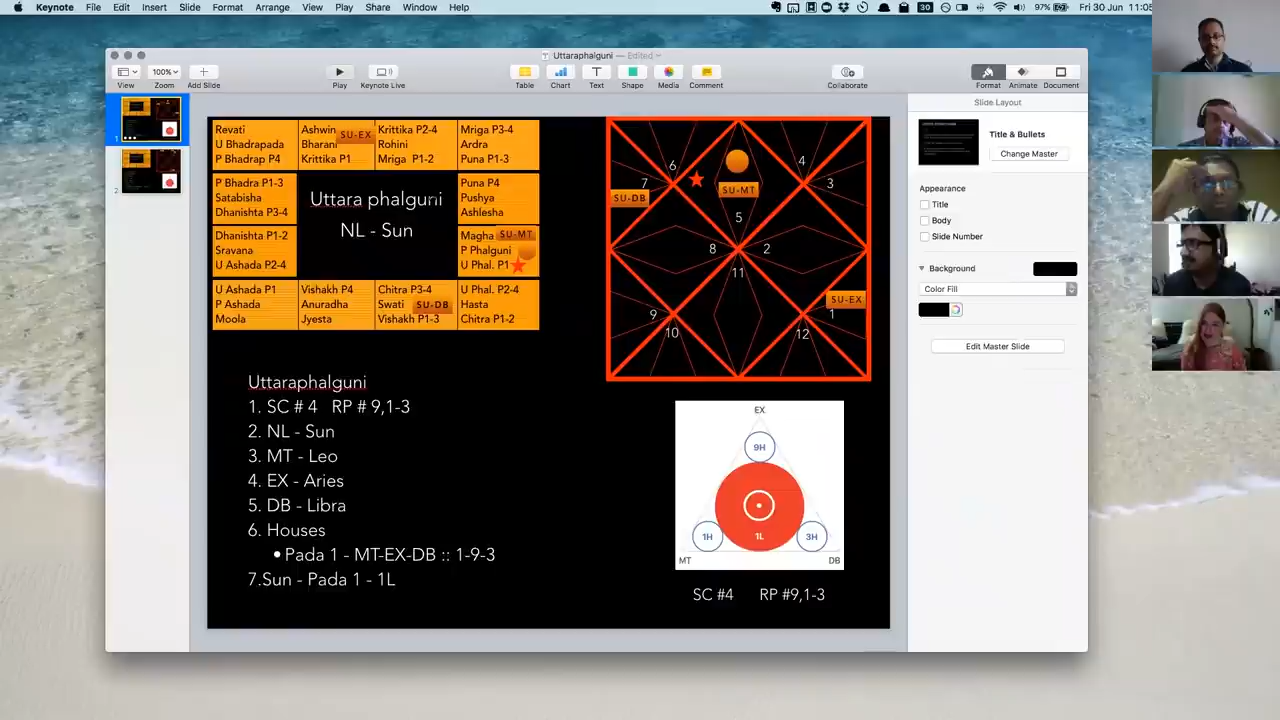 Keynote File Edit Insert Slide Format Arrange View Play Share Window Help 30 97% Fri 30 Jun 11:05
Uttaraphalguni — Edited
View Zoom Add Slide Play Keynote Live Table Chart Text Shape Media Comment Collaborate Format Animate Document
100%
Slide Layout
Title & Bullets
Change Master
Appearance
Title
Body
Slide Number
Background
Color Fill
Edit Master Slide
1
2
Revati
U Bhadrapada
P Bhadrap P4
Ashwin
Bharani
Krittika P1
SU-EX
Krittika P2-4
Rohini
Mriga P1-2
Mriga P3-4
Ardra
Puna P1-3
P Bhadra P1-3
Satabisha
Dhanishta P3-4
Uttara phalguni
NL - Sun
Puna P4
Pushya
Ashlesha
Dhanishta P1-2
Sravana
U Ashada P2-4
Magha
P Phalguni
U Phal. P1
SU-MT
U Ashada P1
P Ashada
Moola
Vishakh P4
Anuradha
Jyesta
Chitra P3-4
Swati
Vishakh P1-3
SU-DB
U Phal. P2-4
Hasta
Chitra P1-2
6
4
7
3
SU-DB
SU-MT
5
8
2
11
SU-EX
9
1
10
12
Uttaraphalguni
1. SC # 4 RP # 9,1-3
2. NL - Sun
3. MT - Leo
4. EX - Aries
5. DB - Libra
6. Houses
• Pada 1 - MT-EX-DB :: 1-9-3
7.Sun - Pada 1 - 1L
EX
9H
1H
1L
3H
MT
DB
SC #4 RP #9,1-3